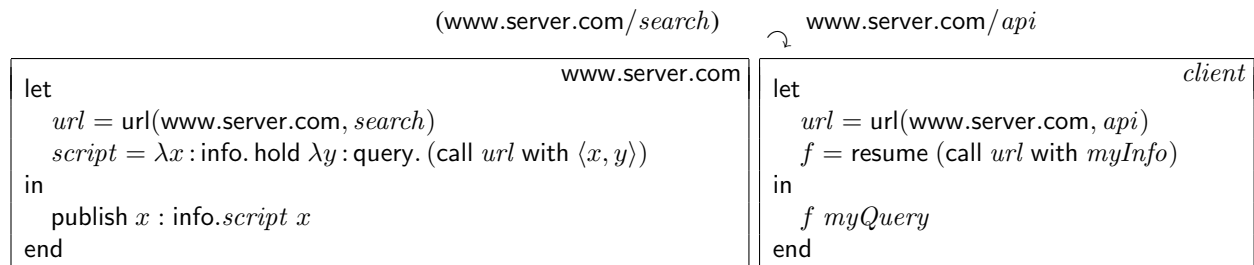 (www.server.com/search) ↷ www.server.com/api
www.server.com
let
url = url(www.server.com, search)
script = λx : info. hold λy : query. (call url with ⟨x, y⟩)
in
publish x : info.script x
end
client
let
url = url(www.server.com, api)
f = resume (call url with myInfo)
in
f myQuery
end